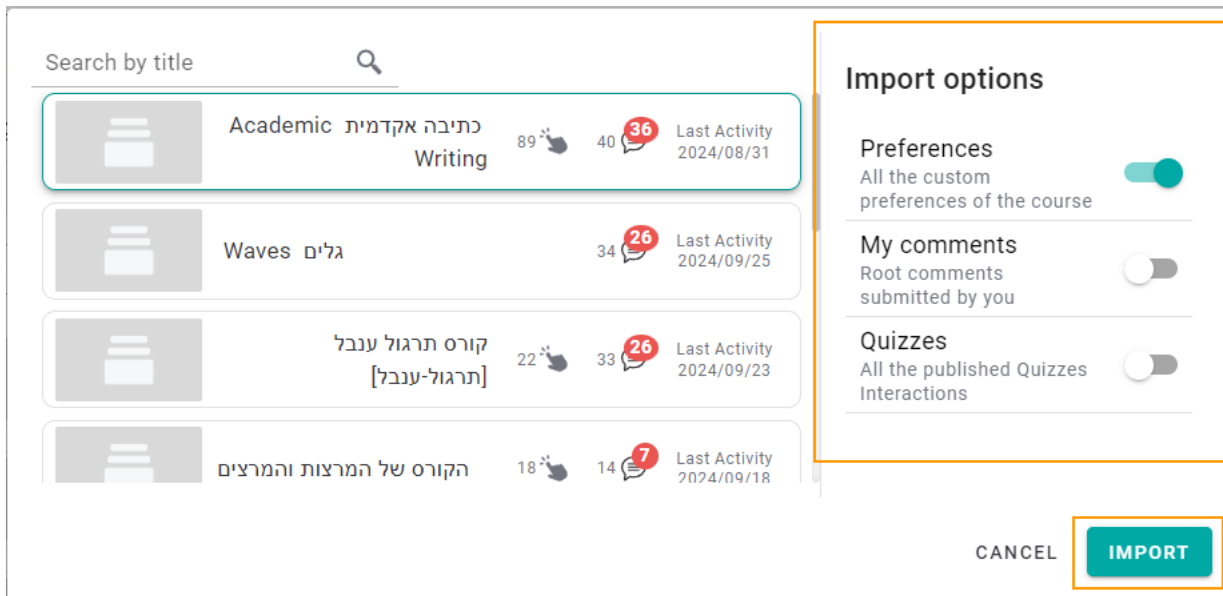 Search by title
כתיבה אקדמית Academic
Writing
89
40
36
Last Activity
2024/08/31
גלים Waves
34
26
Last Activity
2024/09/25
קורס תרגול ענבל
[תרגול-ענבל]
22
33
26
Last Activity
2024/09/23
הקורס של המרצות והמרצים
18
14
7
Last Activity
2024/09/18
Import options
Preferences
All the custom
preferences of the course
My comments
Root comments
submitted by you
Quizzes
All the published Quizzes
Interactions
CANCEL
IMPORT